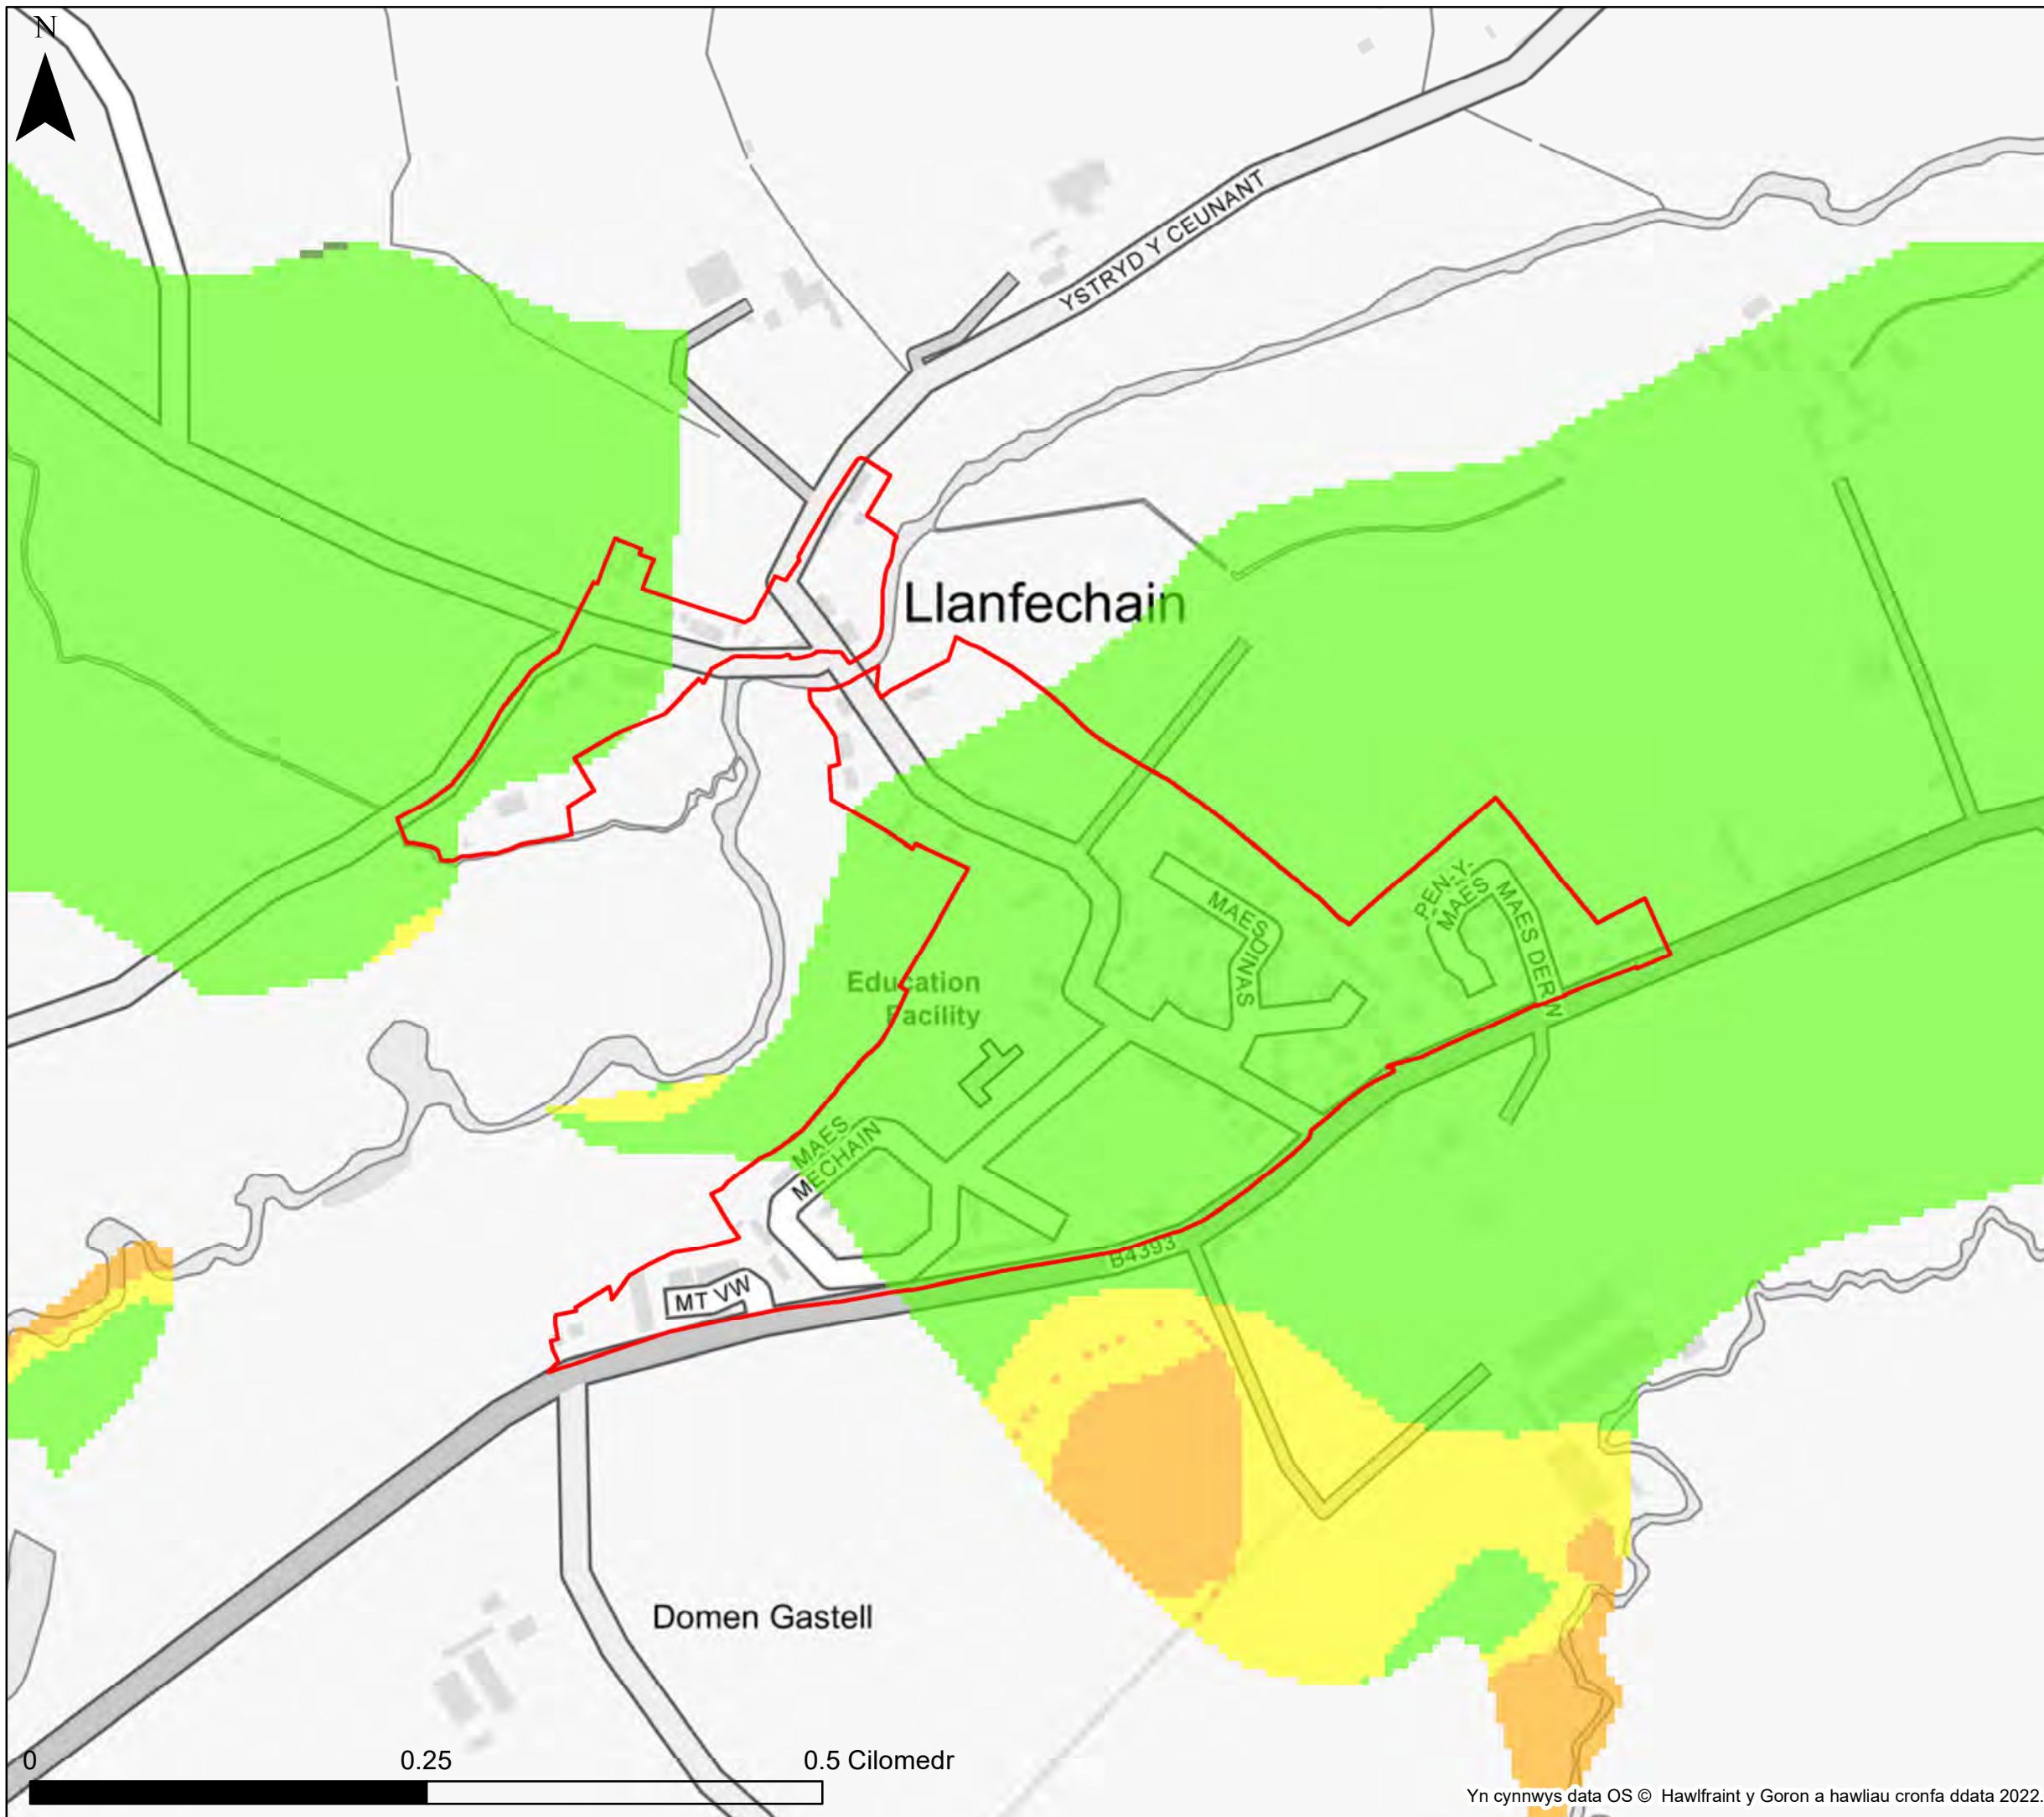 N
YSTRYD Y CEUNANT
Llanfechain
PEN-Y-
MAES
MAES DERW
MAES
DINAS
Education
Facility
MAES
MECHAIN
B4393
MT VW
Domen Gastell
0
0.25
0.5 Cilomedr
Yn cynnwys data OS © Hawlfraint y Goron a hawliau cronfa ddata 2022